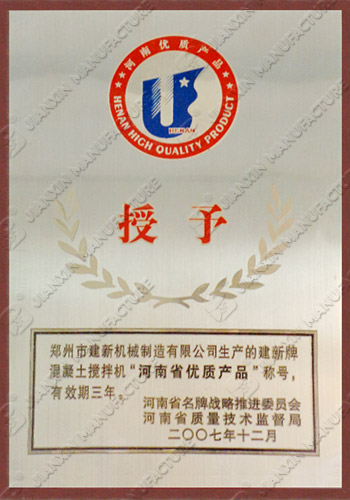 河南优质产品
HENAN
HENAN HIGH QUALITY PRODUCT
授予
郑州市建新机械制造有限公司生产的建新牌
混凝土搅拌机“河南省优质产品”称号，
有效期三年。
河南省名牌战略推进委员会
河南省质量技术监督局
二〇〇七年十二月
JIANXIN MANUFACTURE